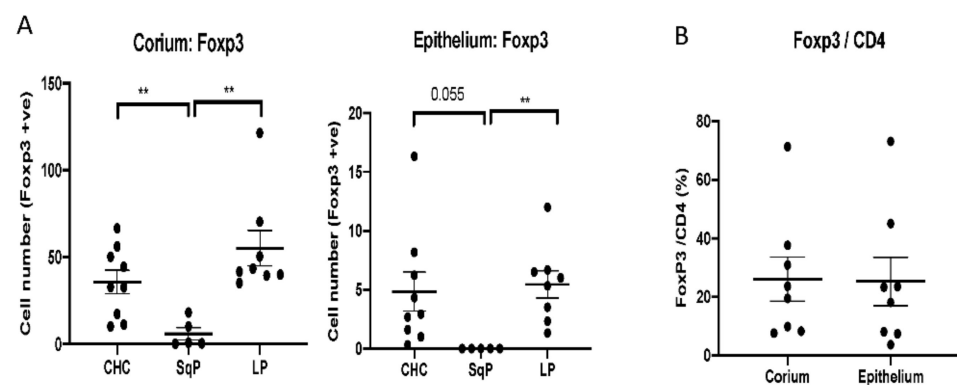 A
Corium: Foxp3
Cell number (Foxp3 +ve)
150
100
50
0
**
**
CHC
SqP
LP
Epithelium: Foxp3
Cell number (Foxp3 +ve)
20
15
10
5
0
0.055
**
CHC
SqP
LP
B
Foxp3 / CD4
FoxP3 /CD4 (%)
80
60
40
20
0
Corium
Epithelium